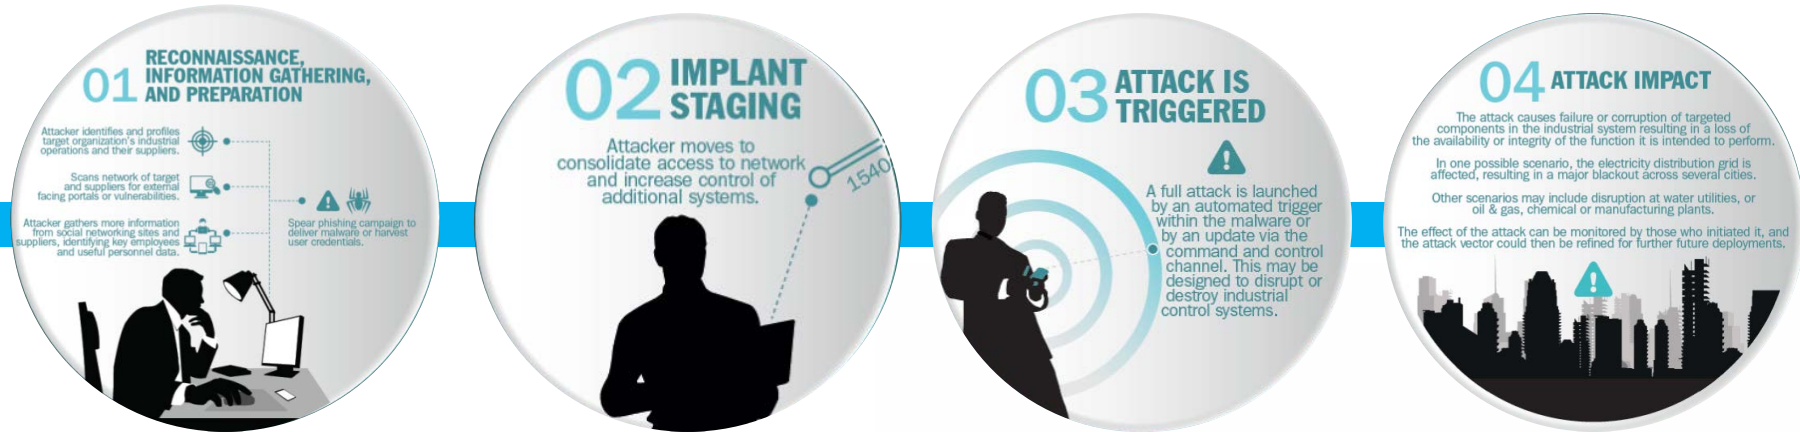 01
RECONNAISSANCE,
INFORMATION GATHERING,
AND PREPARATION
Attacker identifies and profiles
target organization's industrial
operations and their suppliers.
Scans network of target
and suppliers for external
facing portals or vulnerabilities.
Attacker gathers more information
from social networking sites and
suppliers, identifying key employees
and useful personnel data.
Spear phishing campaign to
deliver malware or harvest
user credentials.
02
IMPLANT
STAGING
Attacker moves to
consolidate access to network
and increase control of
additional systems.
1540
03
ATTACK IS
TRIGGERED
A full attack is launched
by an automated trigger
within the malware or
by an update via the
command and control
channel. This may be
designed to disrupt or
destroy industrial
control systems.
04
ATTACK IMPACT
The attack causes failure or corruption of targeted
components in the industrial system resulting in a loss of
the availability or integrity of the function it is intended to perform.
In one possible scenario, the electricity distribution grid is
affected, resulting in a major blackout across several cities.
Other scenarios may include disruption at water utilities, or
oil & gas, chemical or manufacturing plants.
The effect of the attack can be monitored by those who initiated it, and
the attack vector could then be refined for further future deployments.